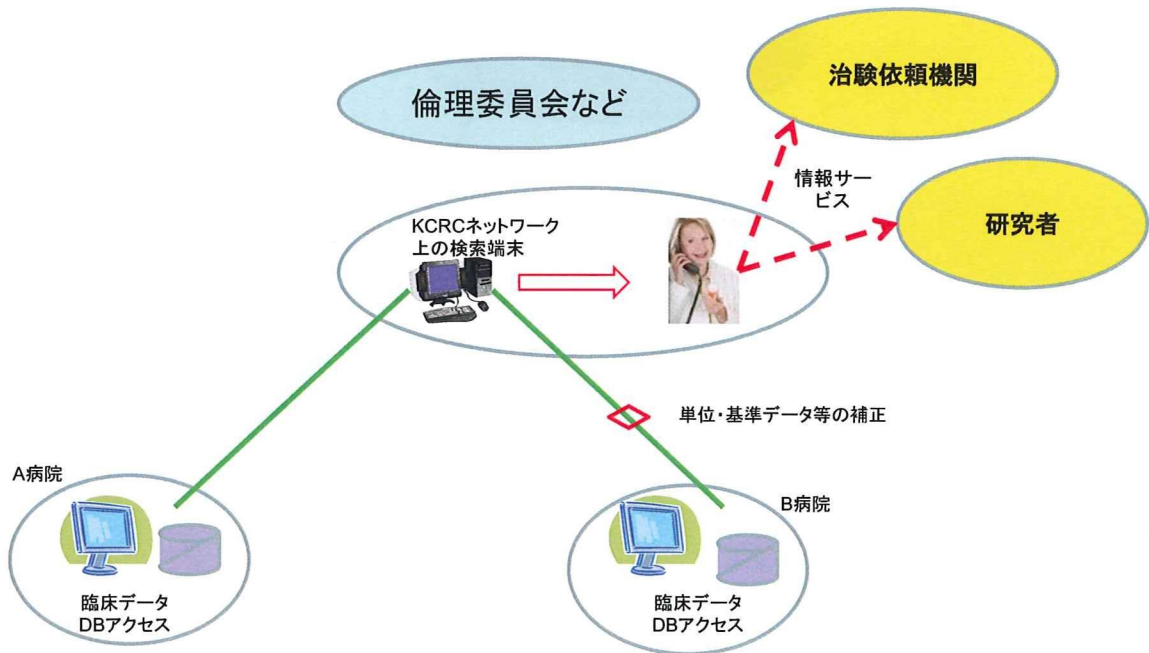 治験依頼機関
倫理委員会など
情報サー
ビス
研究者
KCRCネットワーク
上の検索端末
単位・基準データ等の補正
A病院
B病院
臨床データ
DBアクセス
臨床データ
DBアクセス